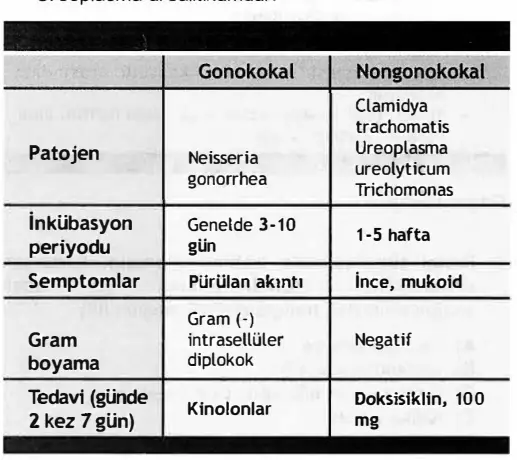 Gonokokal Nongonokokal
Patojen
Neisseria
gonorrhea
Clamidya
trachomatis
Ureoplasma
ureolyticum
Trichomonas
İnkübasyon
periyodu
Genelde 3-10
gün
1-5 hafta
Semptomlar Pürülan akıntı İnce, mukoid
Gram
boyama
Gram (-)
intrasellüler
diplokok
Negatif
Tedavi (günde
2 kez 7 gün)
Kinolonlar
Doksisiklin, 100
mg